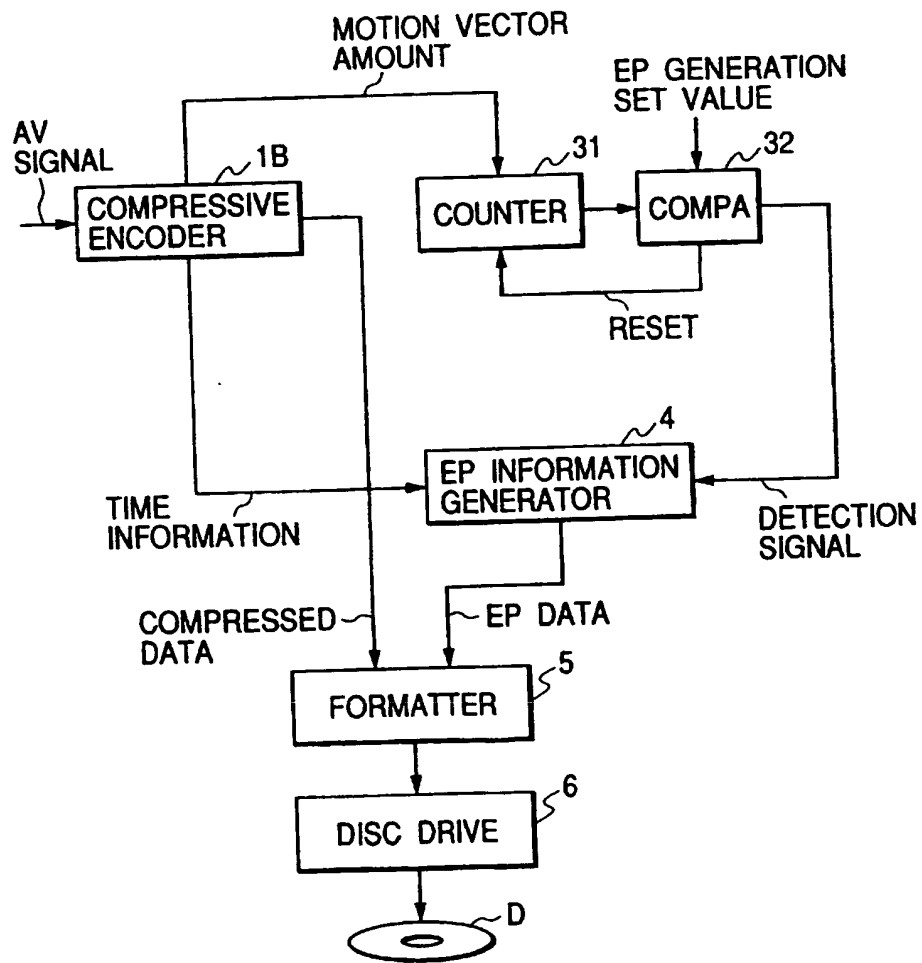 MOTION VECTOR
AMOUNT
EP GENERATION
SET VALUE
AV
SIGNAL
1B
31
32
COMPRESSIVE
ENCODER
COUNTER
COMPA
RESET
4
EP INFORMATION
GENERATOR
TIME
INFORMATION
DETECTION
SIGNAL
COMPRESSED
DATA
EP DATA
5
FORMATTER
6
DISC DRIVE
D